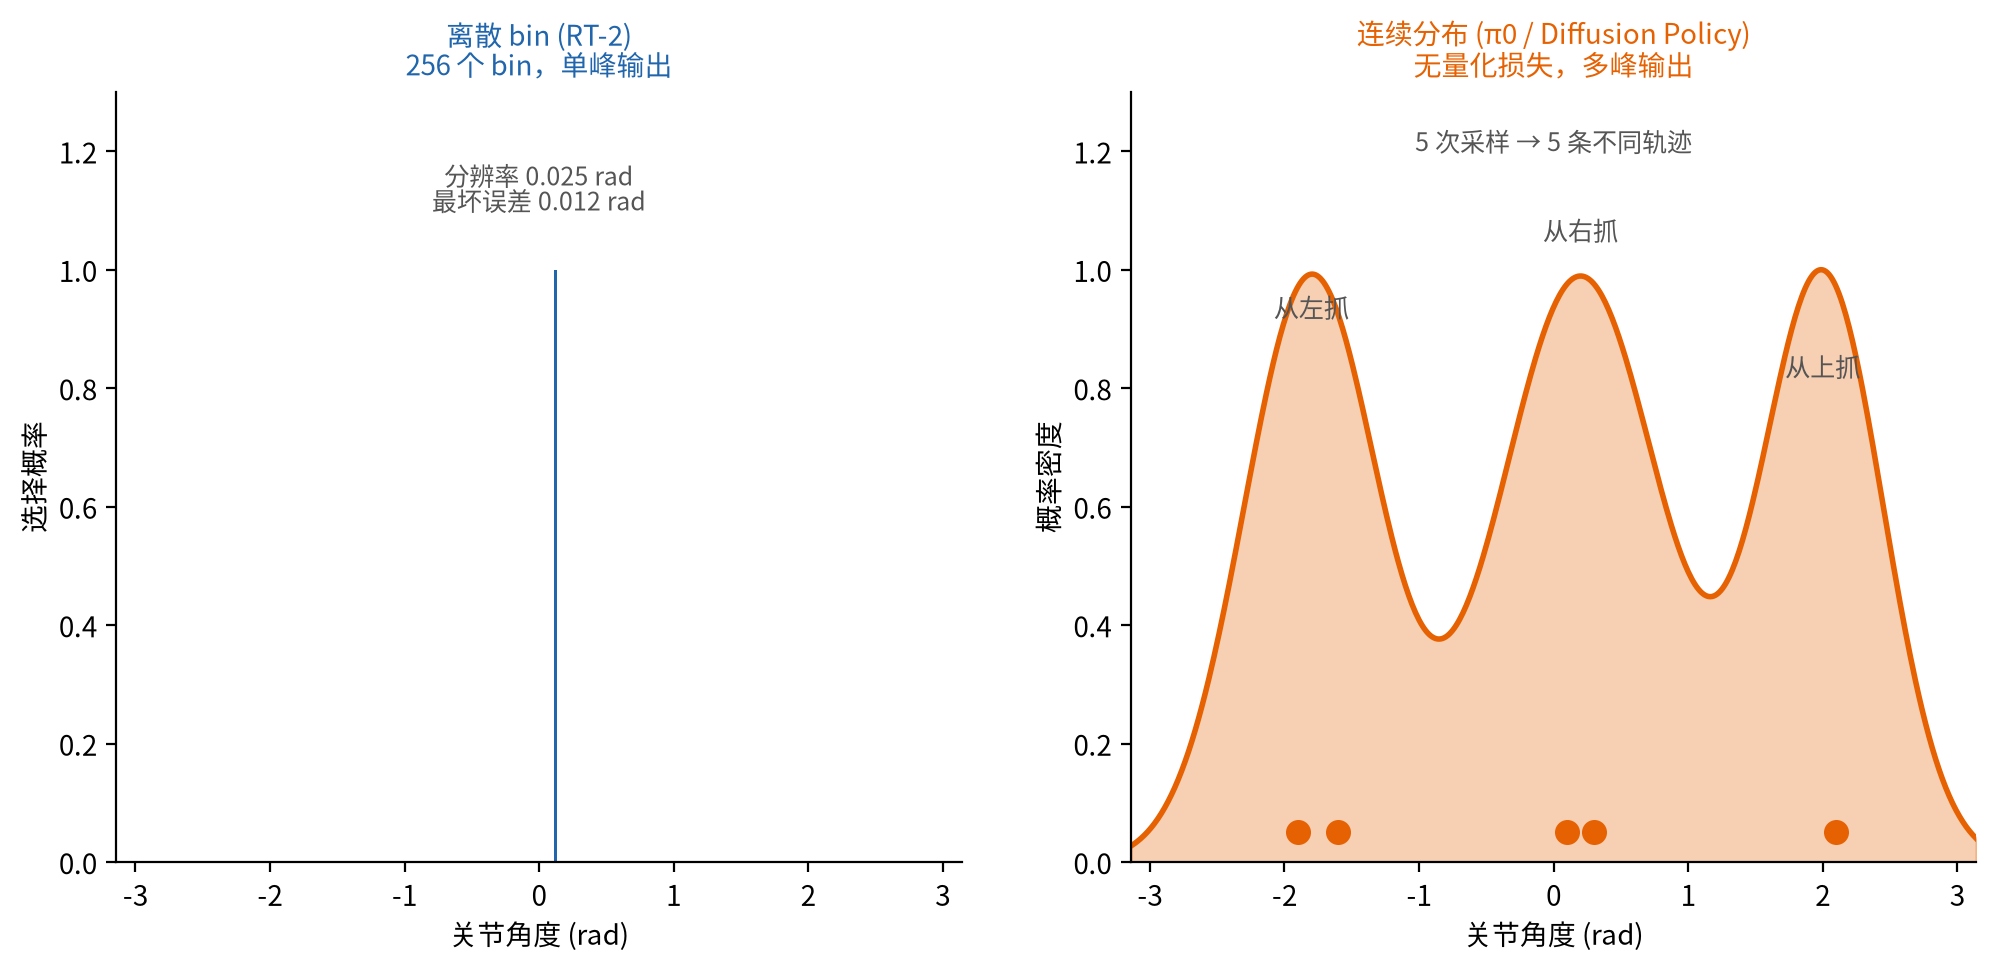 离散 bin (RT-2)
256 个 bin，单峰输出
分辨率 0.025 rad
最坏误差 0.012 rad
选择概率
1.2
1.0
0.8
0.6
0.4
0.2
0.0
-3
-2
-1
0
1
2
3
关节角度 (rad)
连续分布 (π0 / Diffusion Policy)
无量化损失，多峰输出
5 次采样 → 5 条不同轨迹
从右抓
从左抓
从上抓
概率密度
1.2
1.0
0.8
0.6
0.4
0.2
0.0
-3
-2
-1
0
1
2
3
关节角度 (rad)